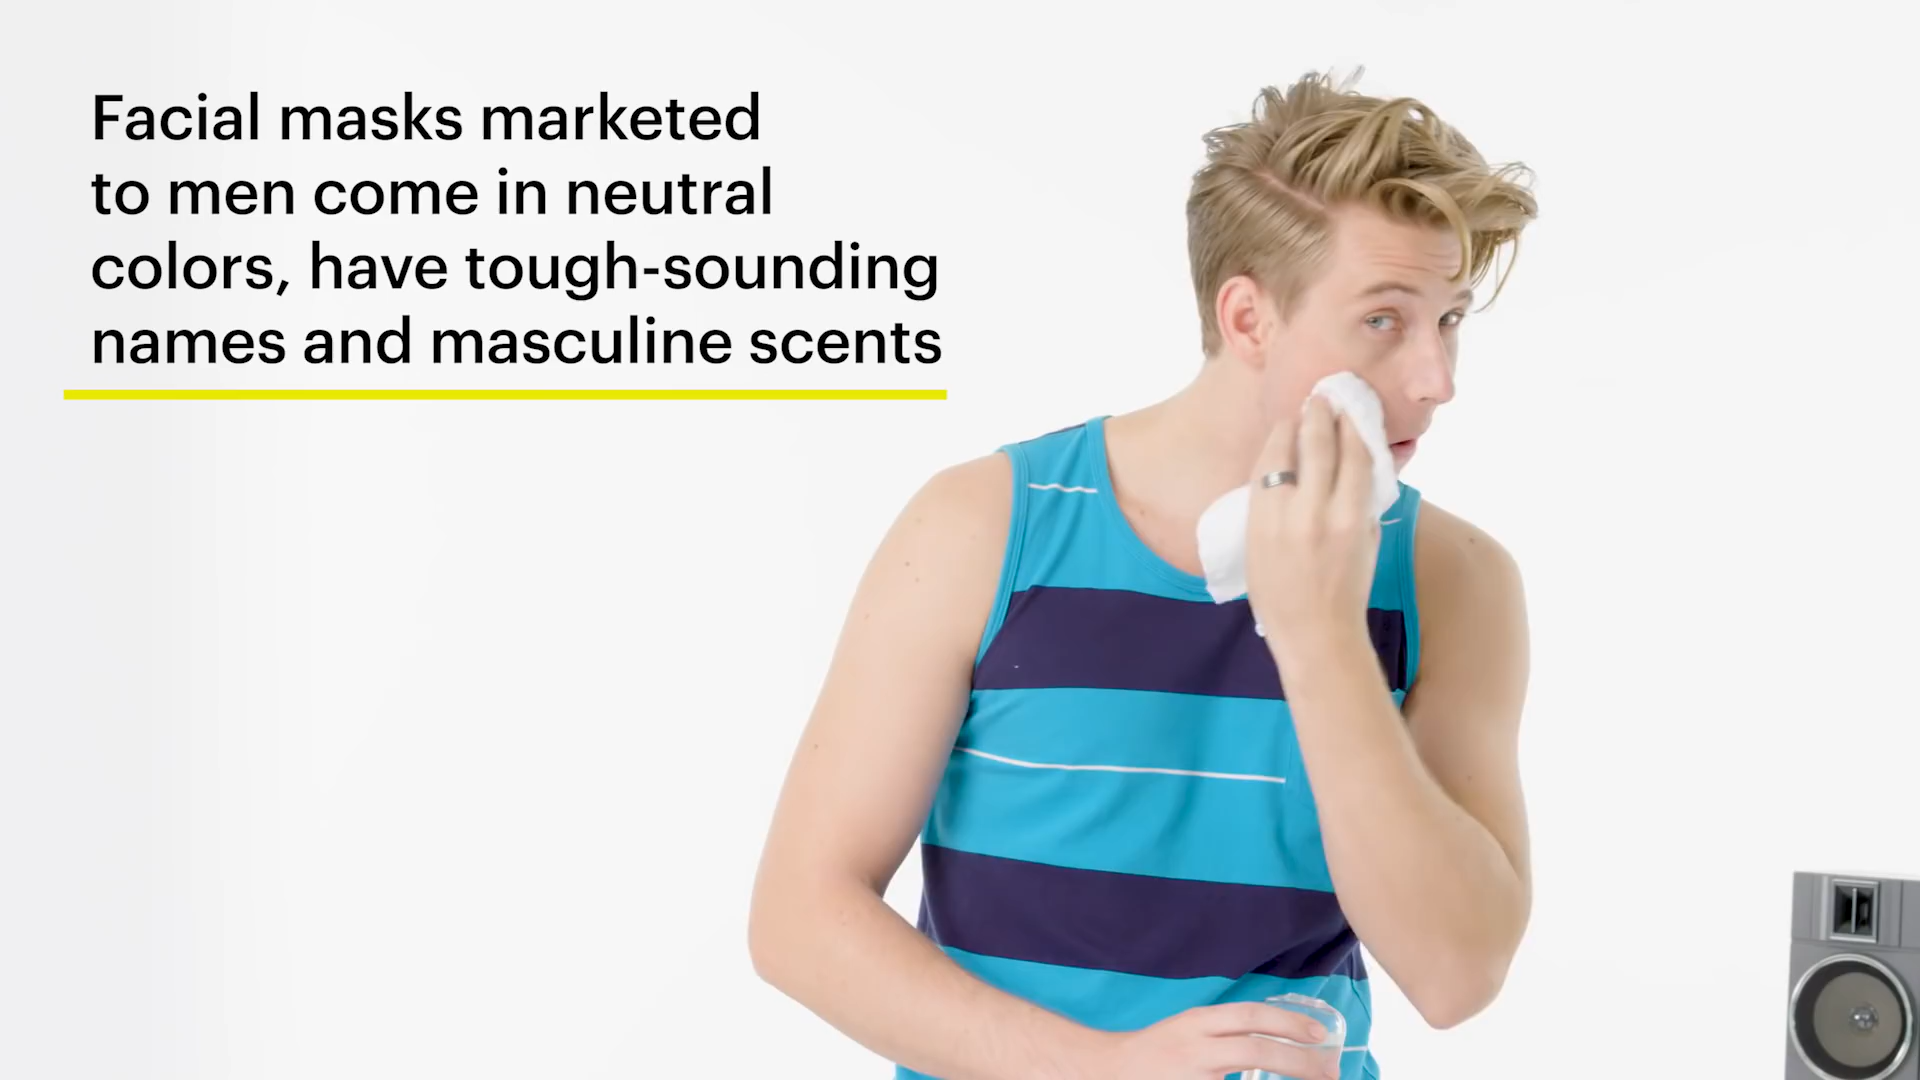 Facial masks marketed
to men come in neutral
colors, have tough-sounding
names and masculine scents